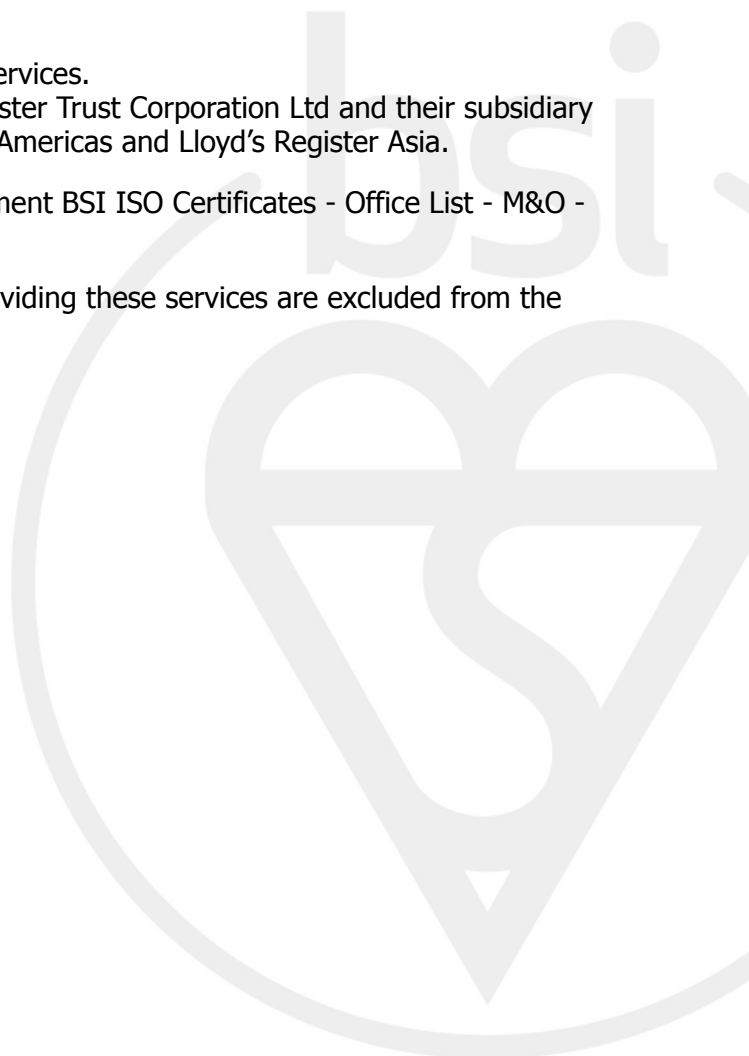 bsi
ervices.
ster Trust Corporation Ltd and their subsidiary
Americas and Lloyd’s Register Asia.
ment BSI ISO Certificates - Office List - M&O -
viding these services are excluded from the